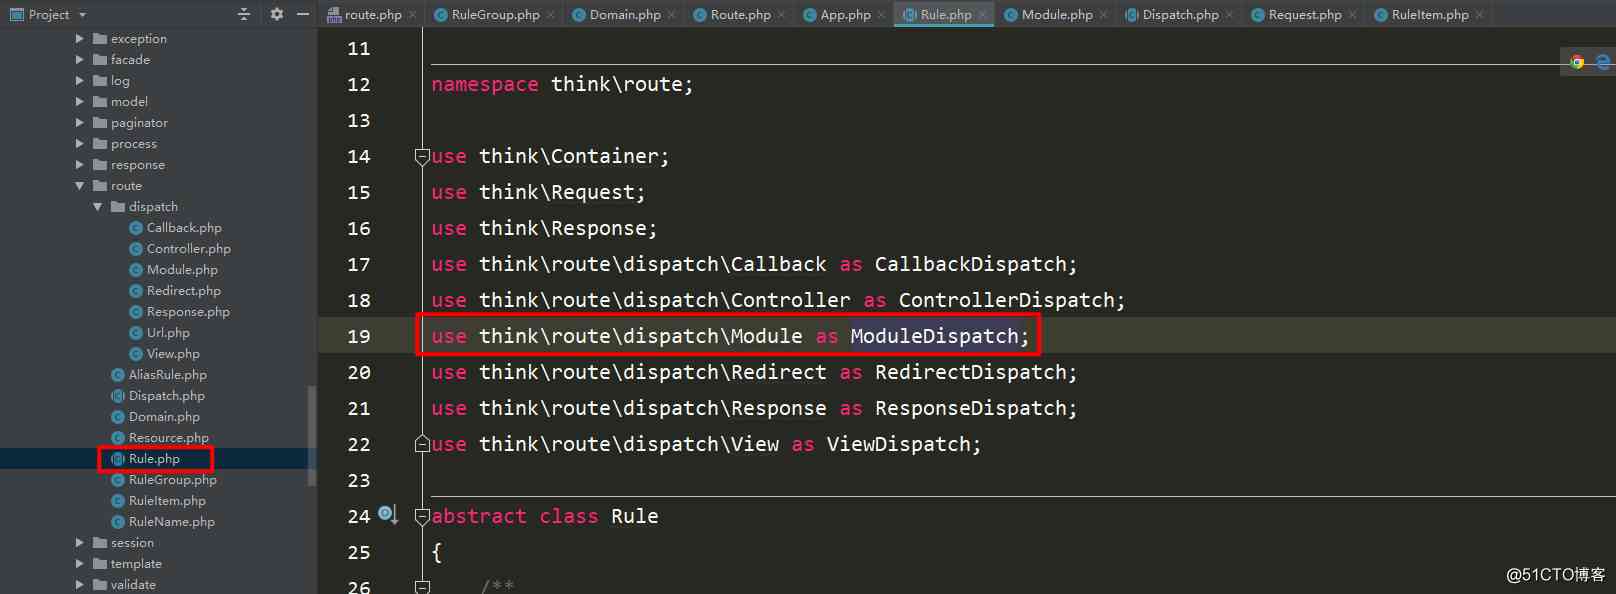 Project
route.php RuleGroup.php Domain.php Route.php App.php Rule.php Module.php Dispatch.php Request.php RuleItem.php
exception
facade
log
model
paginator
process
response
route
dispatch
Callback.php
Controller.php
Module.php
Redirect.php
Response.php
Url.php
View.php
AliasRule.php
Dispatch.php
Domain.php
Resource.php
Rule.php
RuleGroup.php
RuleItem.php
RuleName.php
session
template
validate
11
12 namespace think\route;
13
14 use think\Container;
15 use think\Request;
16 use think\Response;
17 use think\route\dispatch\Callback as CallbackDispatch;
18 use think\route\dispatch\Controller as ControllerDispatch;
19 use think\route\dispatch\Module as ModuleDispatch;
20 use think\route\dispatch\Redirect as RedirectDispatch;
21 use think\route\dispatch\Response as ResponseDispatch;
22 use think\route\dispatch\View as ViewDispatch;
23
24 abstract class Rule
25 {
26 /**
@51CTO博客